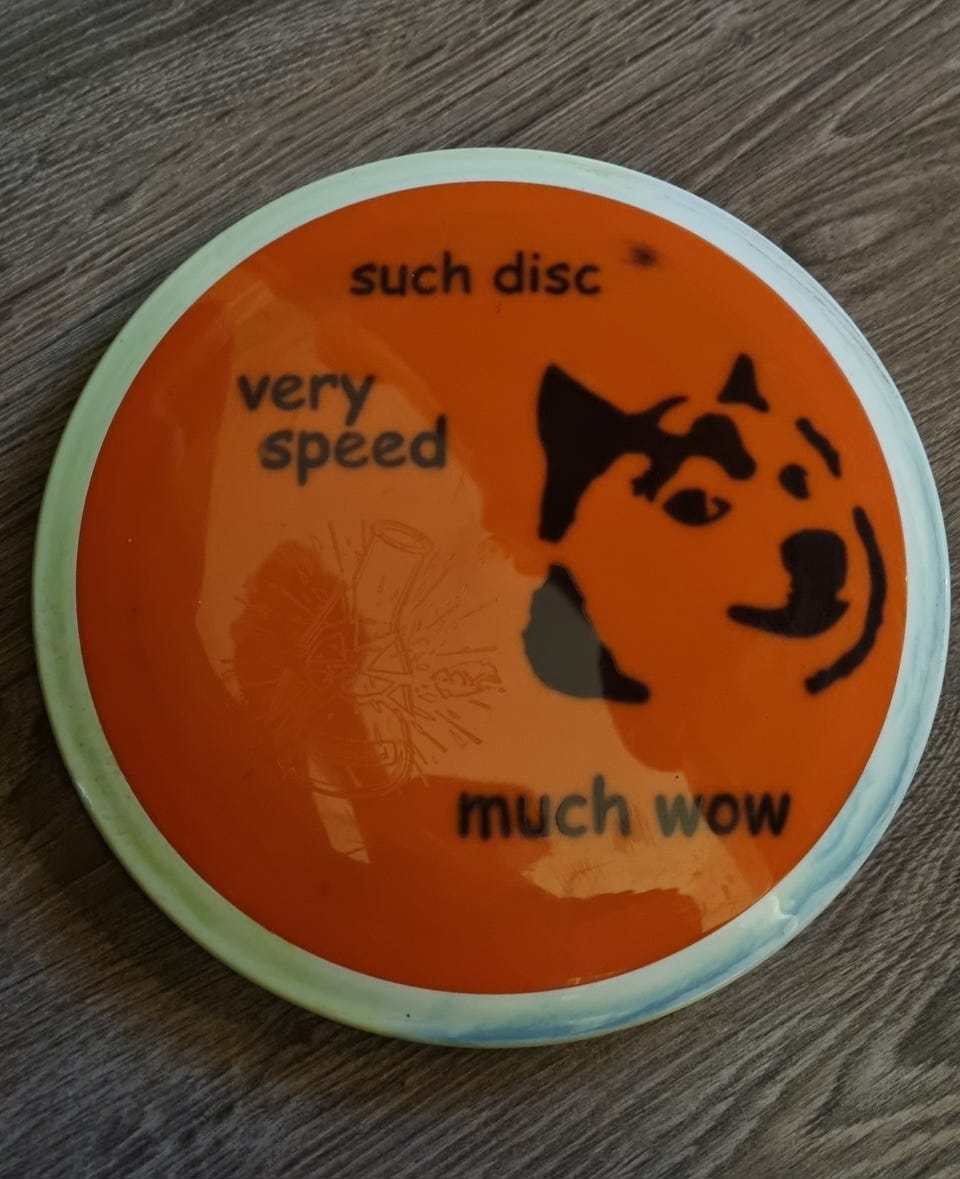 such disc
very
speed
much wow